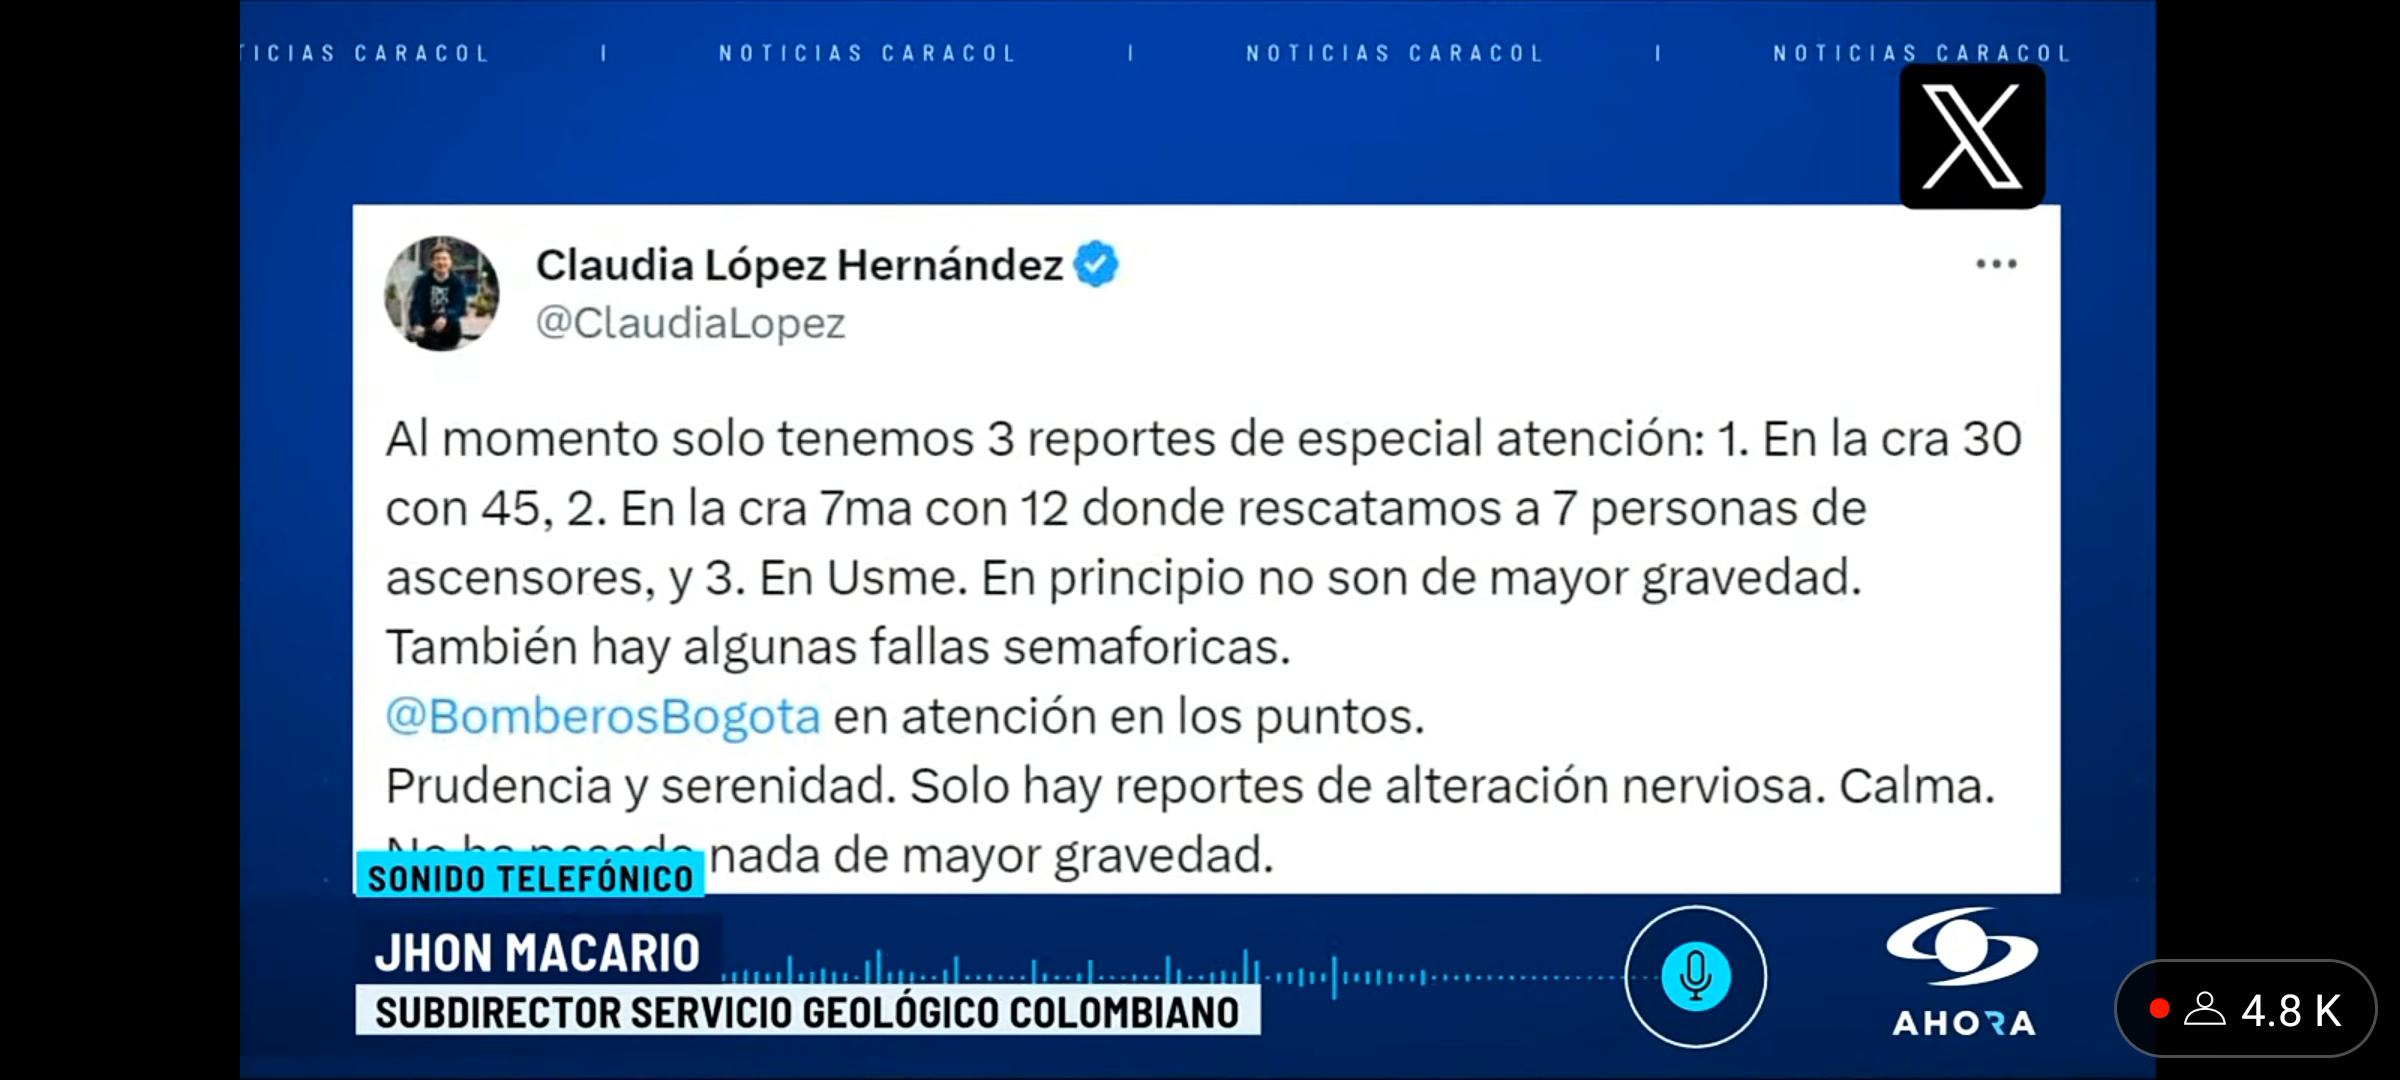 TICIAS CARACOL | NOTICIAS CARACOL | NOTICIAS CARACOL | NOTICIAS CARACOL
X
Claudia López Hernández
@ClaudiaLopez
Al momento solo tenemos 3 reportes de especial atención: 1. En la cra 30
con 45, 2. En la cra 7ma con 12 donde rescatamos a 7 personas de
ascensores, y 3. En Usme. En principio no son de mayor gravedad.
También hay algunas fallas semaforicas.
@BomberosBogota en atención en los puntos.
Prudencia y serenidad. Solo hay reportes de alteración nerviosa. Calma.
nada de mayor gravedad.
SONIDO TELEFÓNICO
JHON MACARIO
SUBDIRECTOR SERVICIO GEOLÓGICO COLOMBIANO
AHORA
4.8 K